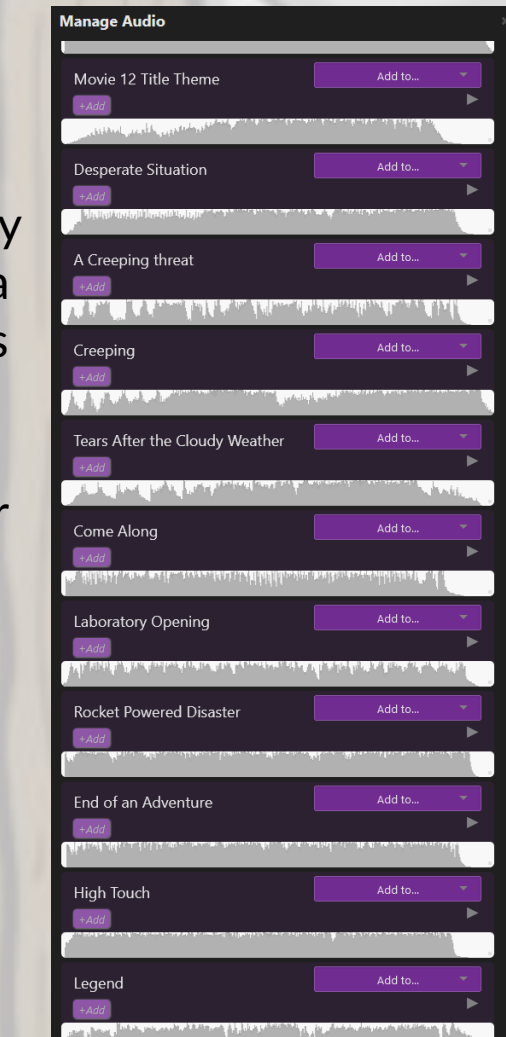 Manage Audio
Movie 12 Title Theme
Add to...
+Add
Desperate Situation
Add to...
+Add
y
a
s
r
A Creeping threat
Add to...
+Add
Creeping
Add to...
+Add
Tears After the Cloudy Weather
Add to...
+Add
Come Along
Add to...
+Add
Laboratory Opening
Add to...
+Add
Rocket Powered Disaster
Add to...
+Add
End of an Adventure
Add to...
+Add
High Touch
Add to...
+Add
Legend
Add to...
+Add